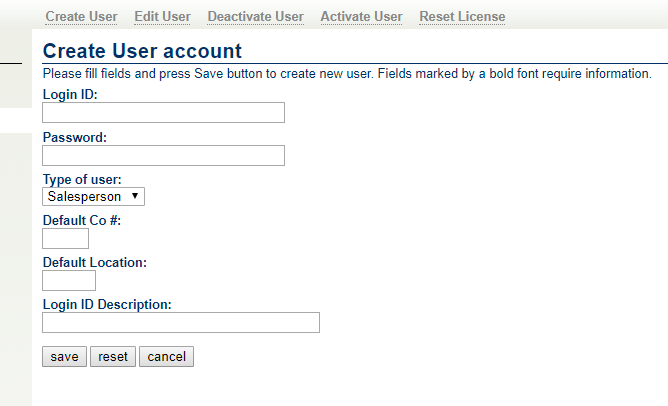 Create User Edit User Deactivate User Activate User Reset License
Create User account
Please fill fields and press Save button to create new user. Fields marked by a bold font require information.
Login ID:
Password:
Type of user:
Salesperson
Default Co #:
Default Location:
Login ID Description:
save reset cancel